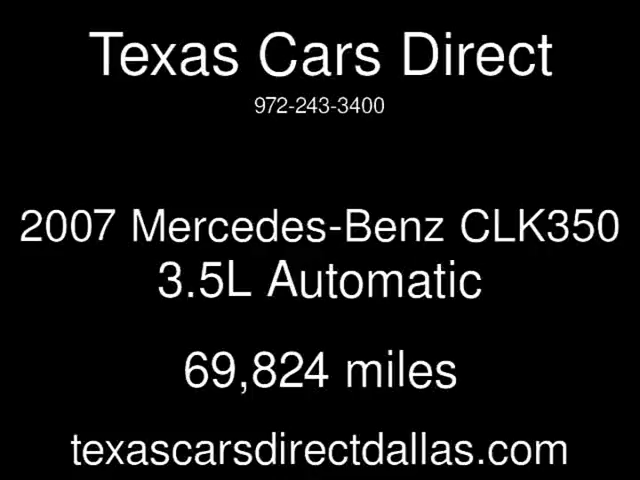 Texas Cars Direct
972-243-3400
2007 Mercedes-Benz CLK350
3.5L Automatic
69,824 miles
texascarsdirectdallas.com